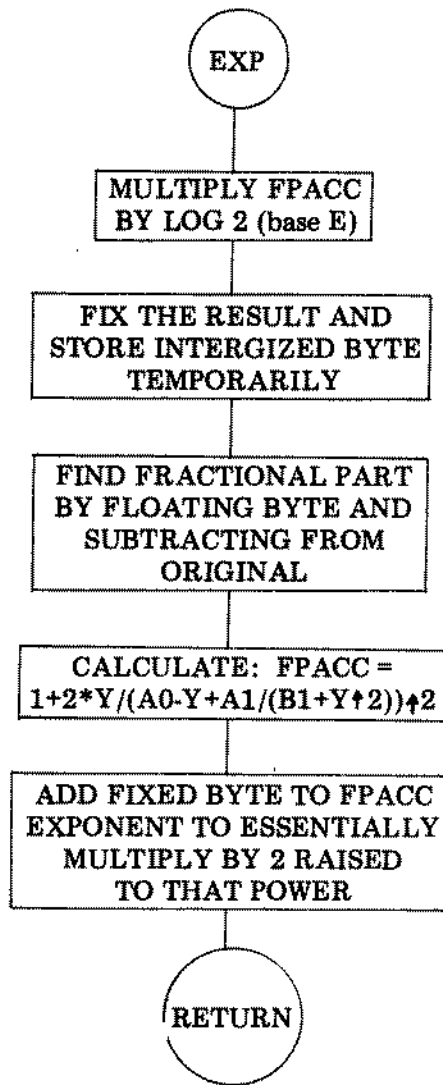 EXP
MULTIPLY FPACC
BY LOG 2 (base E)
FIX THE RESULT AND
STORE INTERGIZED BYTE
TEMPORARILY
FIND FRACTIONAL PART
BY FLOATING BYTE AND
SUBTRACTING FROM
ORIGINAL
CALCULATE: FPACC =
1+2*Y/(A0-Y+A1/(B1+Y↑2))↑2
ADD FIXED BYTE TO FPACC
EXPONENT TO ESSENTIALLY
MULTIPLY BY 2 RAISED
TO THAT POWER
RETURN